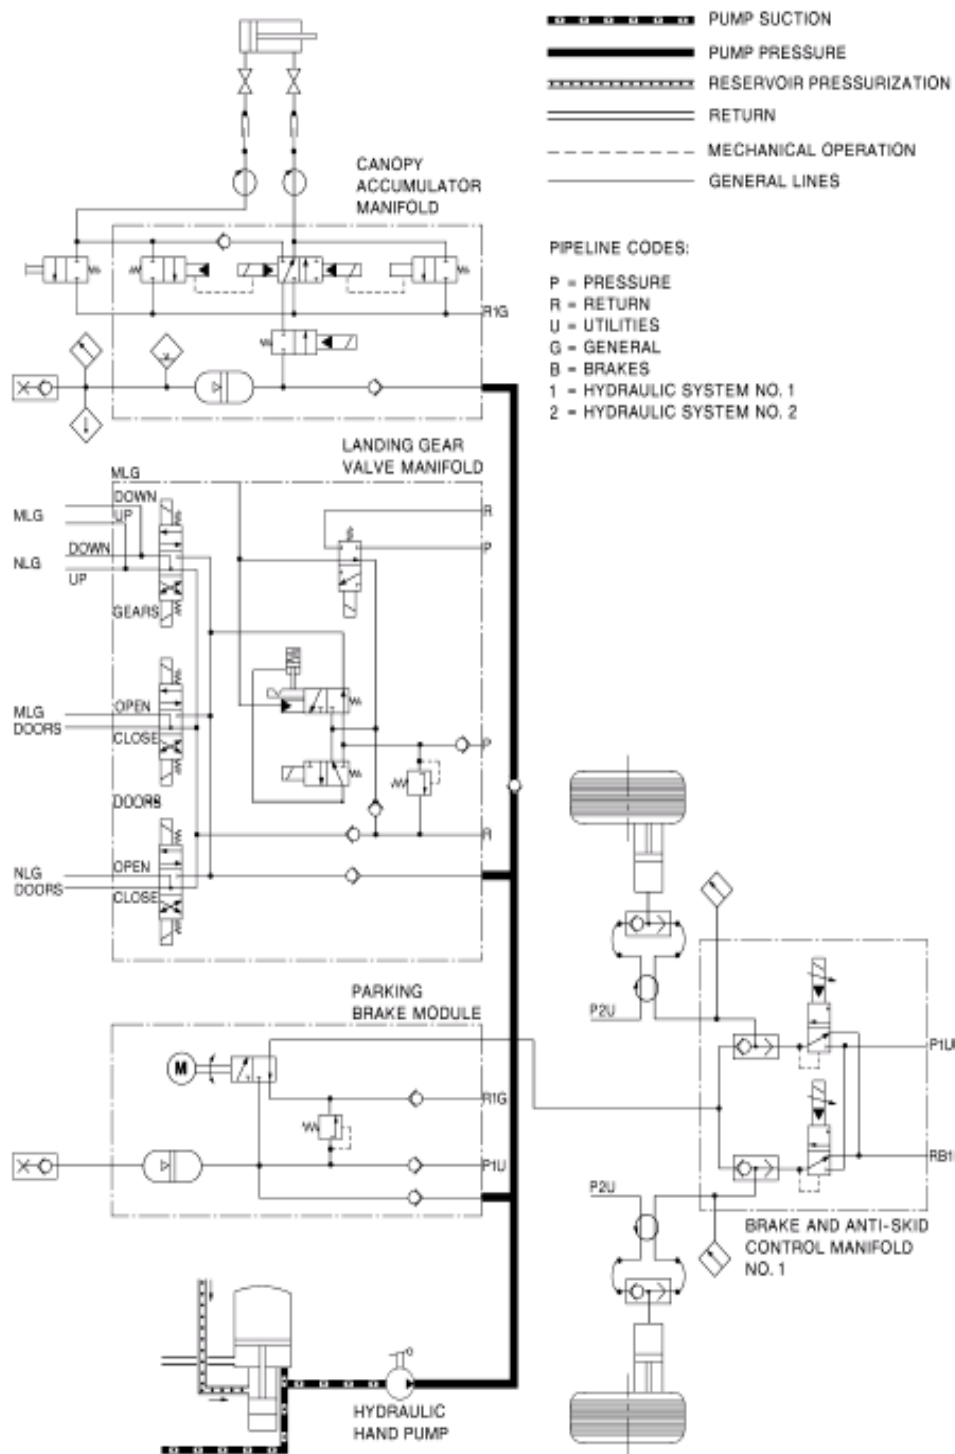 PUMP SUCTION
PUMP PRESSURE
RESERVOIR PRESSURIZATION
RETURN
MECHANICAL OPERATION
GENERAL LINES
PIPELINE CODES:
P = PRESSURE
R = RETURN
U = UTILITIES
G = GENERAL
B = BRAKES
1 = HYDRAULIC SYSTEM NO. 1
2 = HYDRAULIC SYSTEM NO. 2
CANOPY
ACCUMULATOR
MANIFOLD
R1G
LANDING GEAR
VALVE MANIFOLD
MLG
DOWN
UP
MLG
DOWN
NLG
UP
GEARS
R
P
MLG
DOORS
OPEN
CLOSE
DOORS
P
R
NLG
DOORS
OPEN
CLOSE
PARKING
BRAKE MODULE
M
R1G
P1U
HYDRAULIC
HAND PUMP
P2U
P1U
RB1
P2U
BRAKE AND ANTI-SKID
CONTROL MANIFOLD
NO. 1